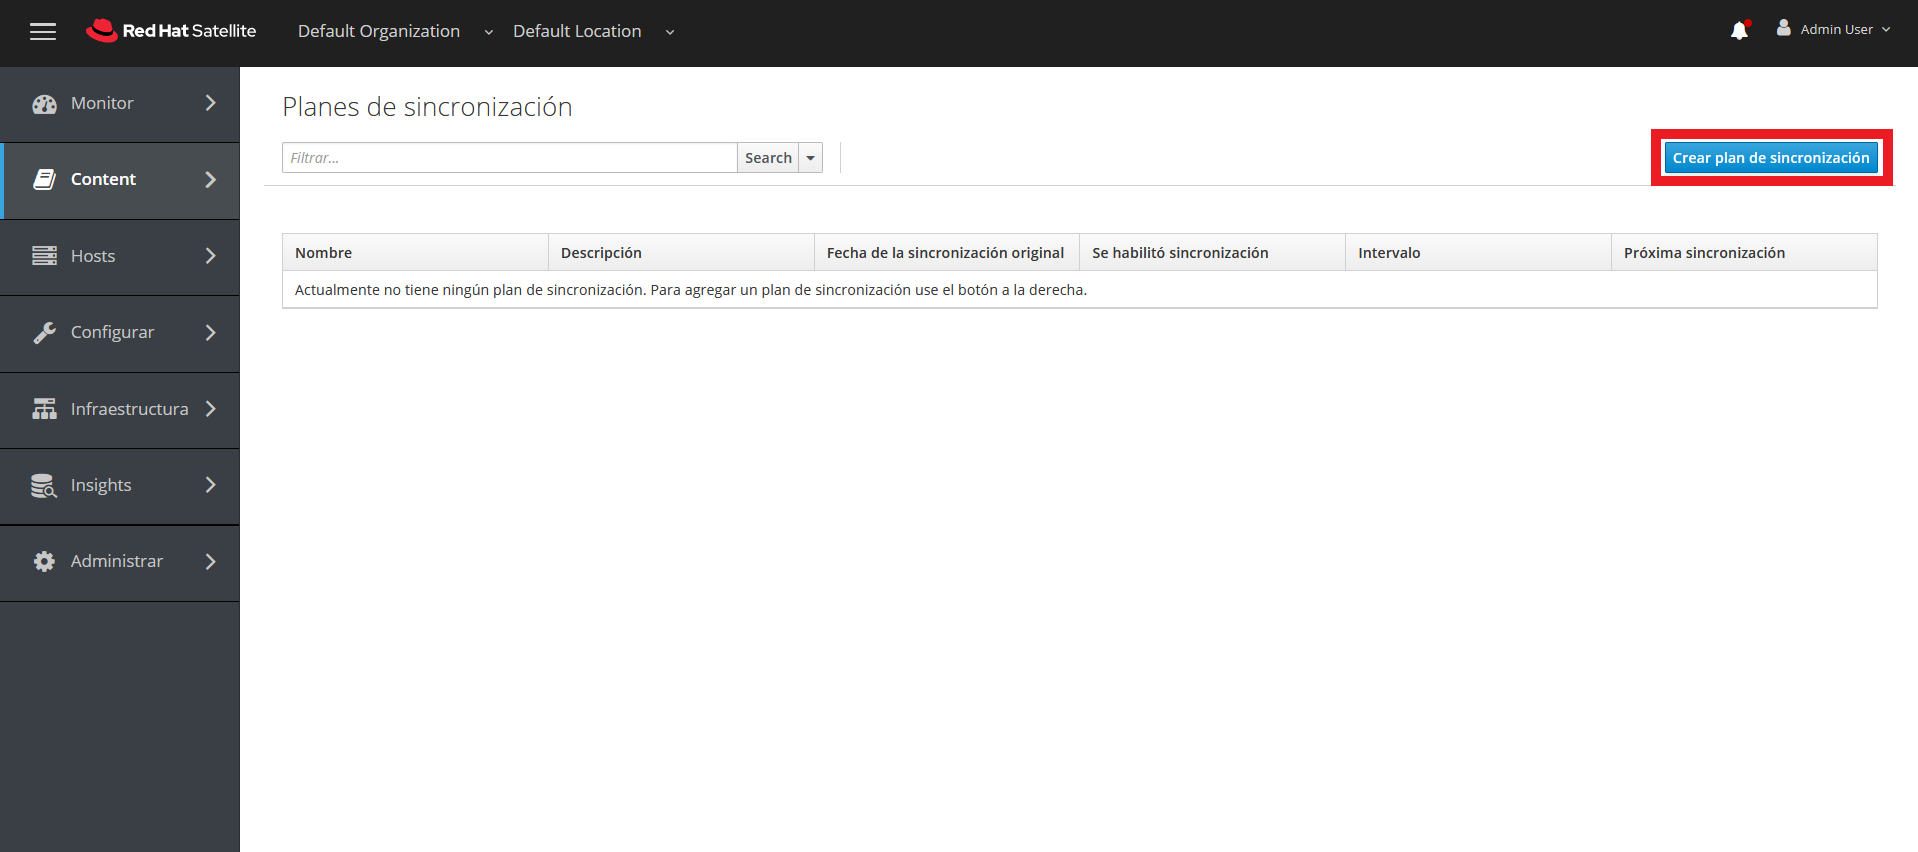 Red Hat Satellite Default Organization Default Location Admin User
Monitor
Content
Hosts
Configurar
Infraestructura
Insights
Administrar
Planes de sincronización
Filtrar... Search
Crear plan de sincronización
Nombre Descripción Fecha de la sincronización original Se habilitó sincronización Intervalo Próxima sincronización
Actualmente no tiene ningún plan de sincronización. Para agregar un plan de sincronización use el botón a la derecha.